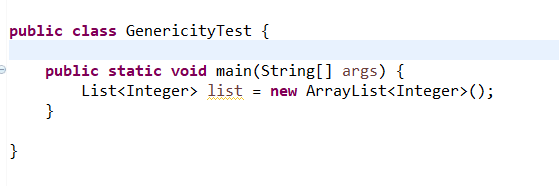 public class GenericityTest {
public static void main(String[] args) {
List<Integer> list = new ArrayList<Integer>();
}
}